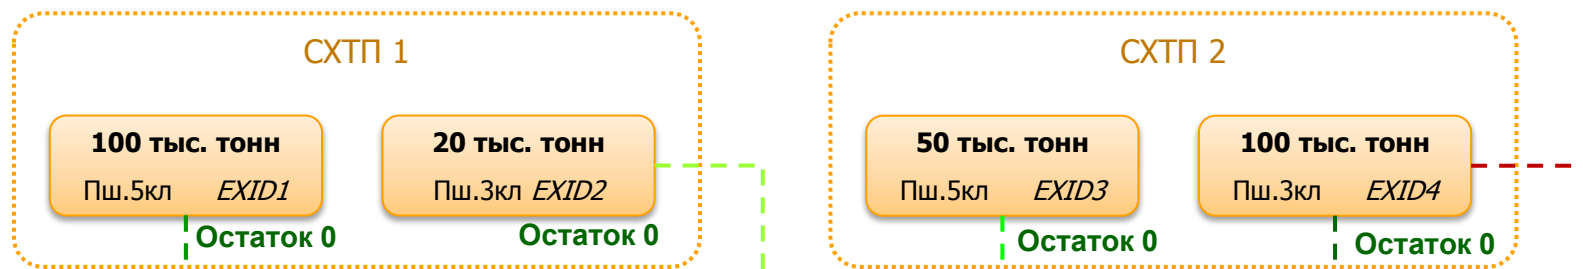 СХТП 1
100 тыс. тонн
Пш.5кл EXID1
Остаток 0
20 тыс. тонн
Пш.3кл EXID2
Остаток 0
СХТП 2
50 тыс. тонн
Пш.5кл EXID3
Остаток 0
100 тыс. тонн
Пш.3кл EXID4
Остаток 0